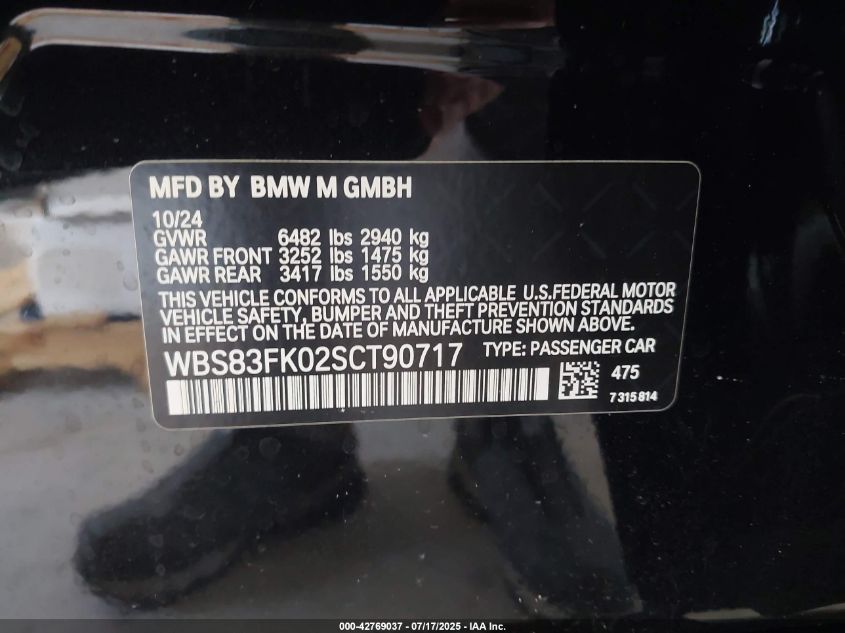 MFD BY BMW M GMBH
10/24
GVWR 6482 lbs 2940 kg
GAWR FRONT 3252 lbs 1475 kg
GAWR REAR 3417 lbs 1550 kg
THIS VEHICLE CONFORMS TO ALL APPLICABLE U.S.FEDERAL MOTOR
VEHICLE SAFETY, BUMPER AND THEFT PREVENTION STANDARDS
IN EFFECT ON THE DATE OF MANUFACTURE SHOWN ABOVE.
WBS83FK02SCT90717 TYPE: PASSENGER CAR
475
7315814
000-42769037 - 07/17/2025 - IAA Inc.